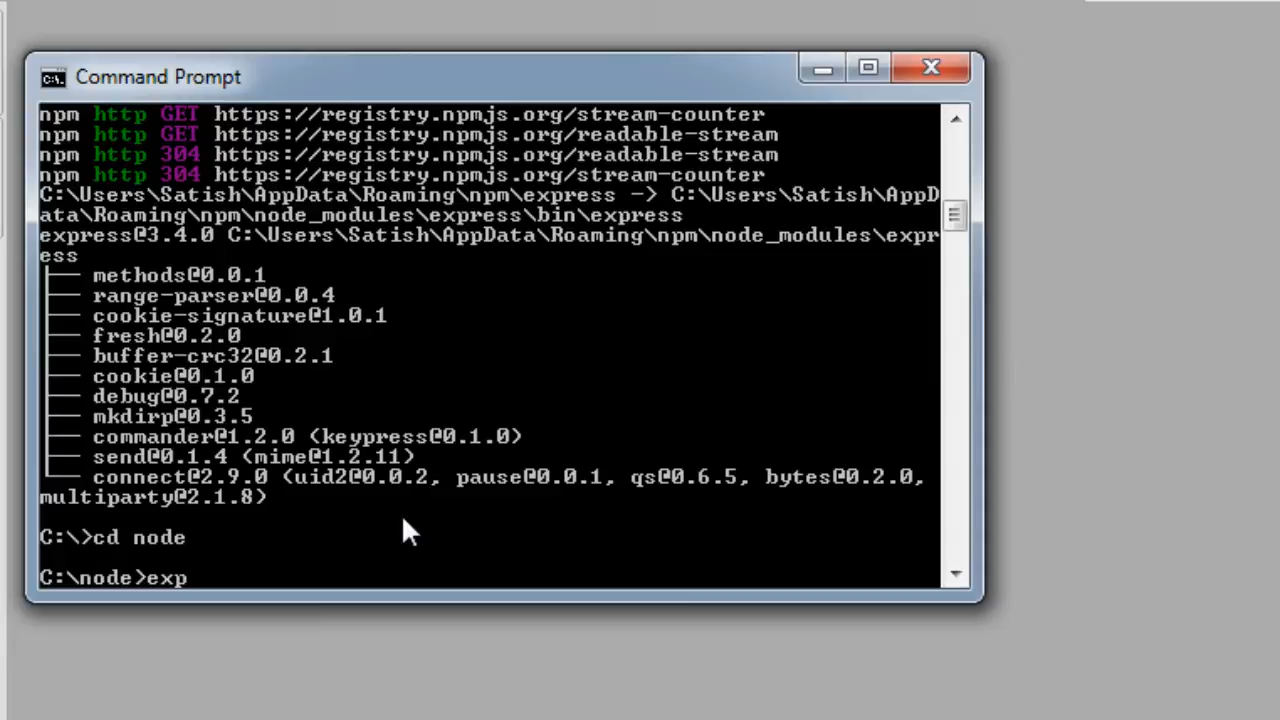 Command Prompt
npm http GET https://registry.npmjs.org/stream-counter
npm http GET https://registry.npmjs.org/readable-stream
npm http 304 https://registry.npmjs.org/readable-stream
npm http 304 https://registry.npmjs.org/stream-counter
C:\Users\Satish\AppData\Roaming\npm\express -> C:\Users\Satish\AppD
ata\Roaming\npm\node_modules\express\bin\express
express@3.4.0 C:\Users\Satish\AppData\Roaming\npm\node_modules\expr
ess
├── methods@0.0.1
├── range-parser@0.0.4
├── cookie-signature@1.0.1
├── fresh@0.2.0
├── buffer-crc32@0.2.1
├── cookie@0.1.0
├── debug@0.7.2
├── mkdirp@0.3.5
├── commander@1.2.0 (keypress@0.1.0)
├── send@0.1.4 (mime@1.2.11)
└── connect@2.9.0 (uid2@0.0.2, pause@0.0.1, qs@0.6.5, bytes@0.2.0,
multiparty@2.1.8)
C:\>cd node
C:\node>exp